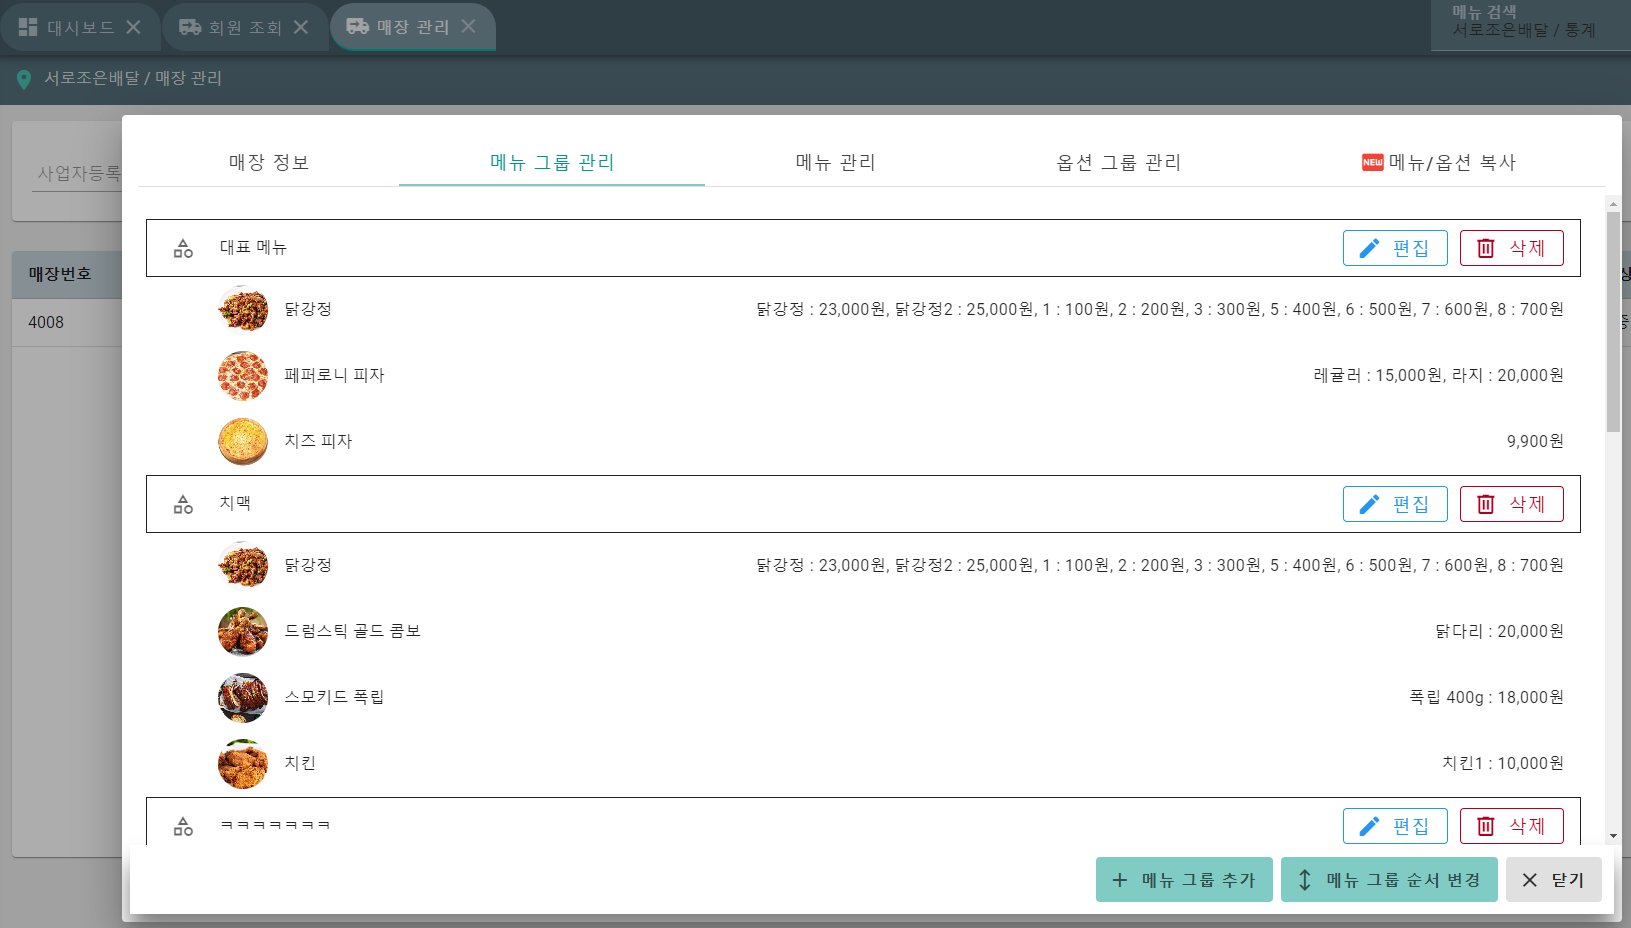 대시보드
회원 조회
매장 관리
메뉴 검색
서로조은배달 / 통계
서로조은배달 / 매장 관리
사업자등록
매장 정보
메뉴 그룹 관리
메뉴 관리
옵션 그룹 관리
NEW 메뉴/옵션 복사
매장번호
4008
대표 메뉴
편집
삭제
닭강정
닭강정 : 23,000원, 닭강정2 : 25,000원, 1 : 100원, 2 : 200원, 3 : 300원, 5 : 400원, 6 : 500원, 7 : 600원, 8 : 700원
페퍼로니 피자
레귤러 : 15,000원, 라지 : 20,000원
치즈 피자
9,900원
치맥
편집
삭제
닭강정
닭강정 : 23,000원, 닭강정2 : 25,000원, 1 : 100원, 2 : 200원, 3 : 300원, 5 : 400원, 6 : 500원, 7 : 600원, 8 : 700원
드럼스틱 골드 콤보
닭다리 : 20,000원
스모키드 폭립
폭립 400g : 18,000원
치킨
치킨1 : 10,000원
ㅋㅋㅋㅋㅋㅋㅋ
편집
삭제
메뉴 그룹 추가
메뉴 그룹 순서 변경
닫기